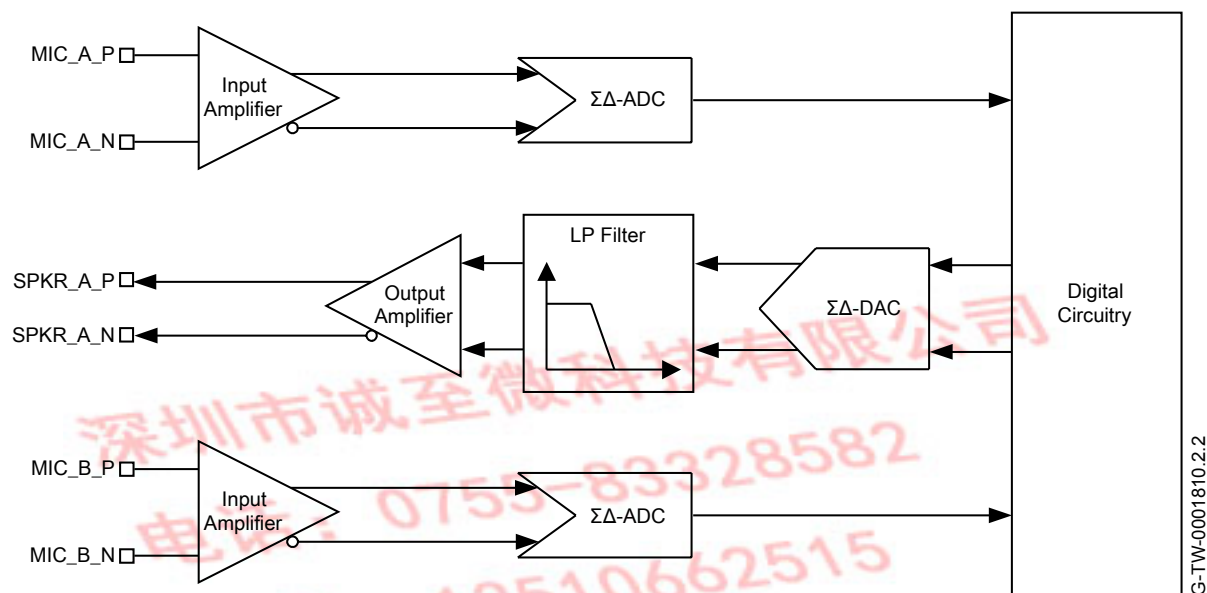 MIC_A_P
Input
Amplifier
MIC_A_N
ΣΔ-ADC
LP Filter
SPKR_A_P
SPKR_A_N
Output
Amplifier
ΣΔ-DAC
Digital
Circuitry
MIC_B_P
Input
Amplifier
MIC_B_N
ΣΔ-ADC
G-TW-0001810.2.2
深圳市诚至微科技有限公司
电话：0755-83328582
10662515